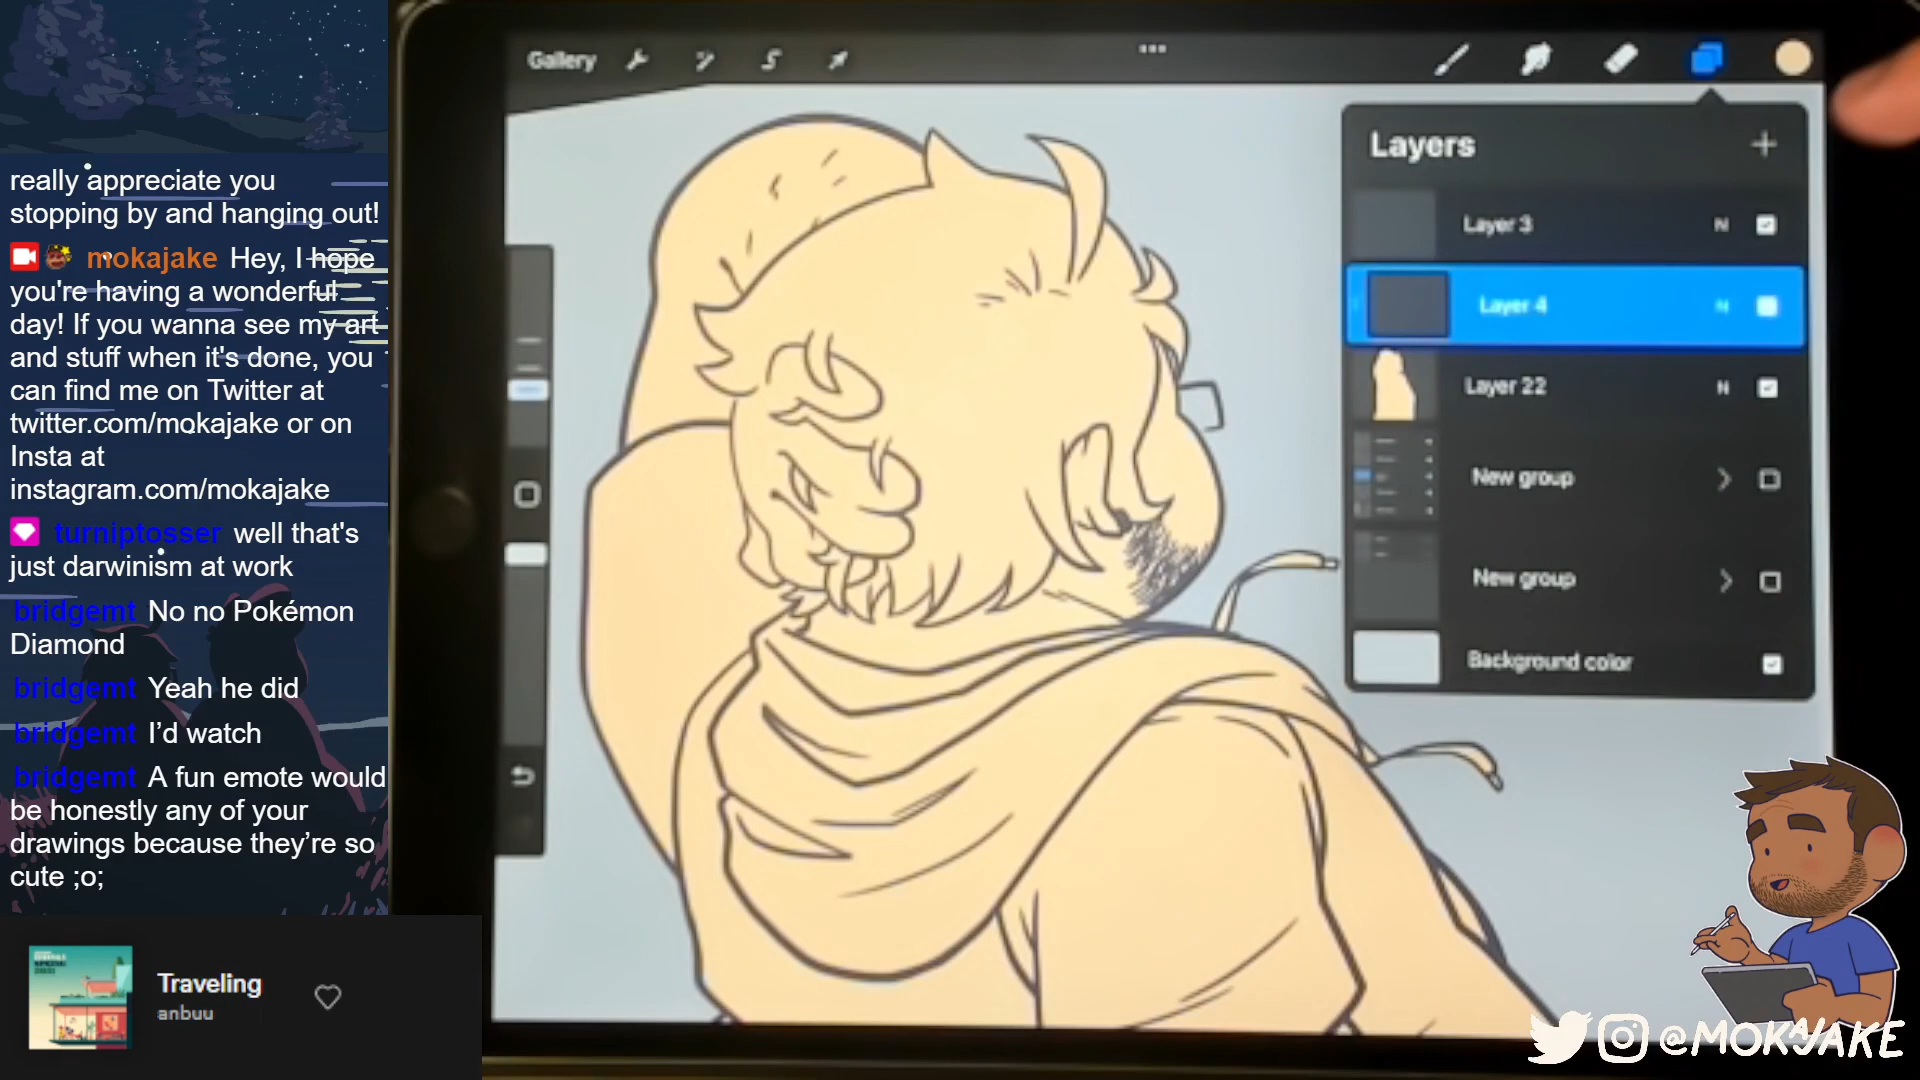 really appreciate you
stopping by and hanging out!
mokajake Hey, I hope
you're having a wonderful
day! If you wanna see my art
and stuff when it's done, you
can find me on Twitter at
twitter.com/mokajake or on
Insta at
instagram.com/mokajake
turniptosser well that's
just darwinism at work
bridgemt No no Pokémon
Diamond
bridgemt Yeah he did
bridgemt I'd watch
bridgemt A fun emote would
be honestly any of your
drawings because they're so
cute ;o;
Traveling
anbuu
Gallery
Layers
Layer 3 N
Layer 4 N
Layer 22 N
New group
New group
Background color
@MOKAJAKE